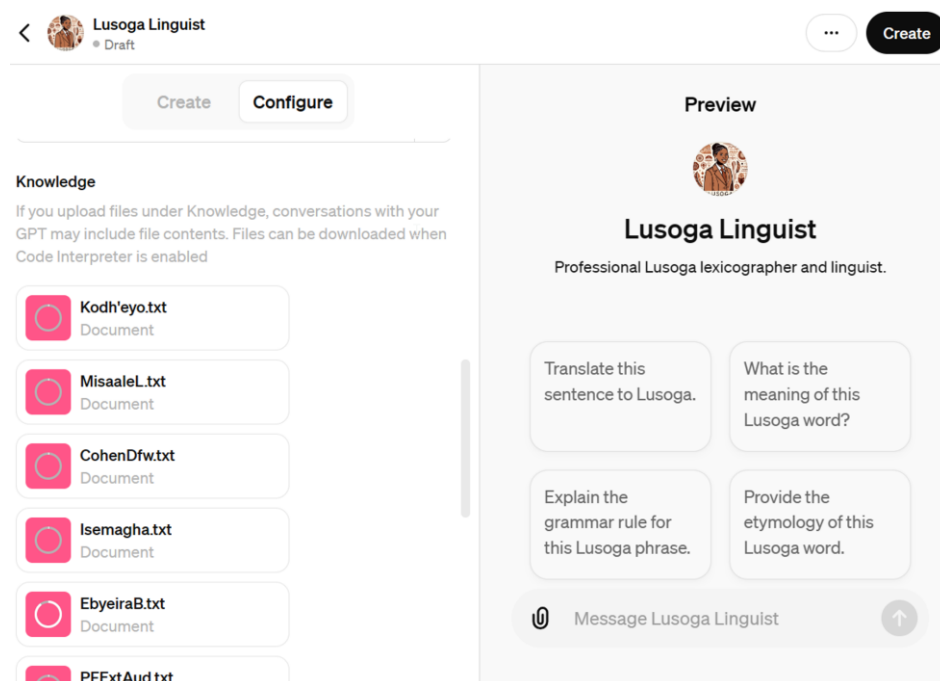 Lusoga Linguist
Draft
...
Create
Create
Configure
Knowledge
If you upload files under Knowledge, conversations with your
GPT may include file contents. Files can be downloaded when
Code Interpreter is enabled
Kodh'eyo.txt
Document
MisaaleL.txt
Document
CohenDfw.txt
Document
Isemagha.txt
Document
EbyeiraB.txt
Document
PEExtAud.txt
Preview
Lusoga Linguist
Professional Lusoga lexicographer and linguist.
Translate this
sentence to Lusoga.
What is the
meaning of this
Lusoga word?
Explain the
grammar rule for
this Lusoga phrase.
Provide the
etymology of this
Lusoga word.
Message Lusoga Linguist